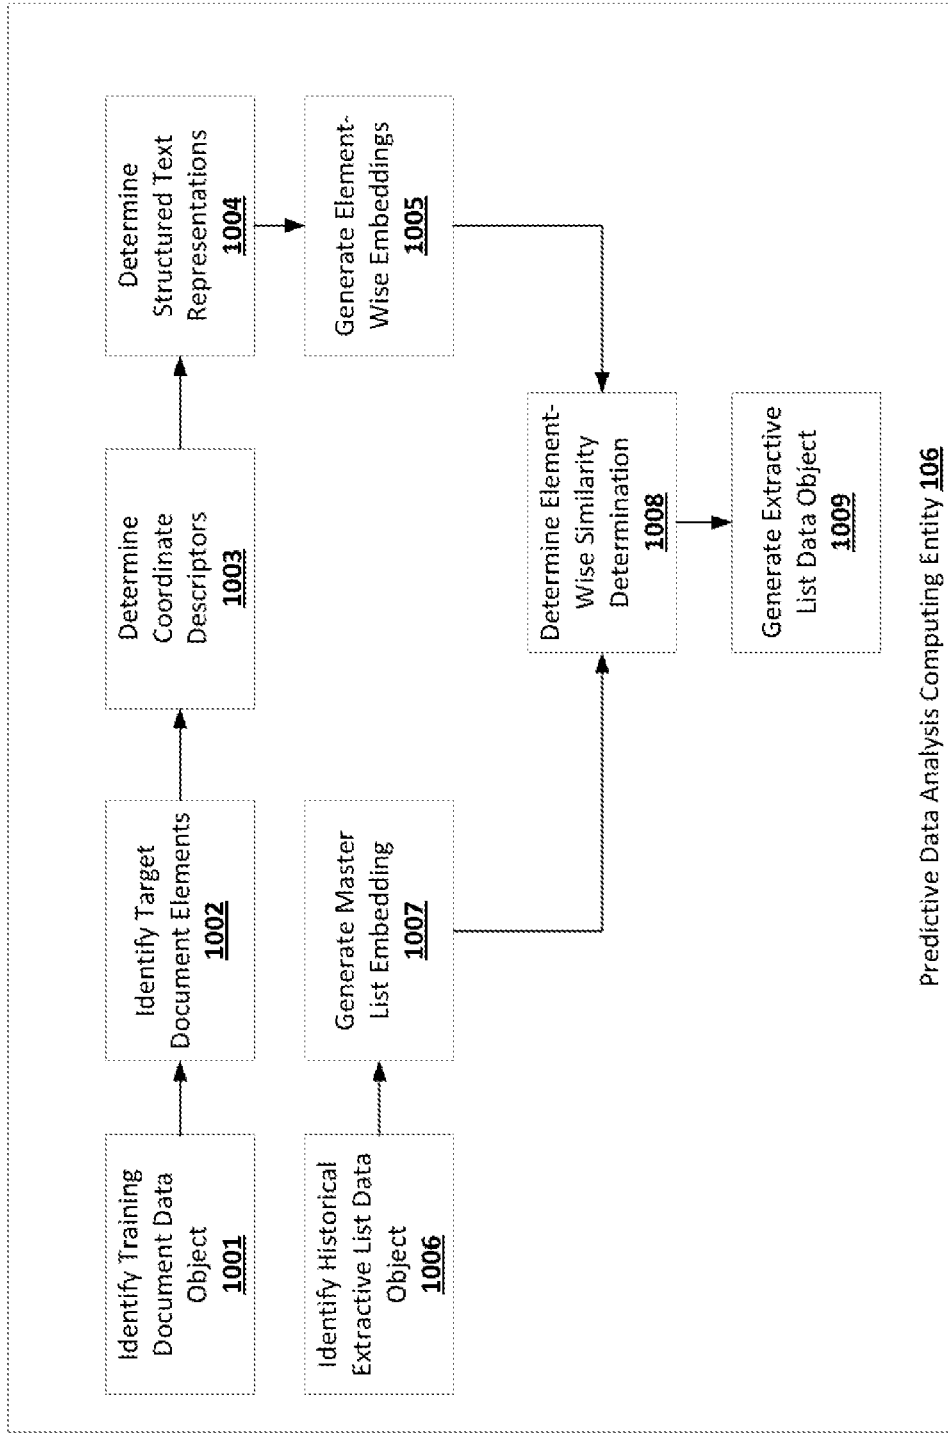 Identify Training
Document Data
Object
1001
Identify Target
Document Elements
1002
Determine
Coordinate
Descriptors
1003
Determine
Structured Text
Representations
1004
Generate Element-
Wise Embeddings
1005
Identify Historical
Extractive List Data
Object
1006
Generate Master
List Embedding
1007
Determine Element-
Wise Similarity
Determination
1008
Generate Extractive
List Data Object
1009
Predictive Data Analysis Computing Entity 106